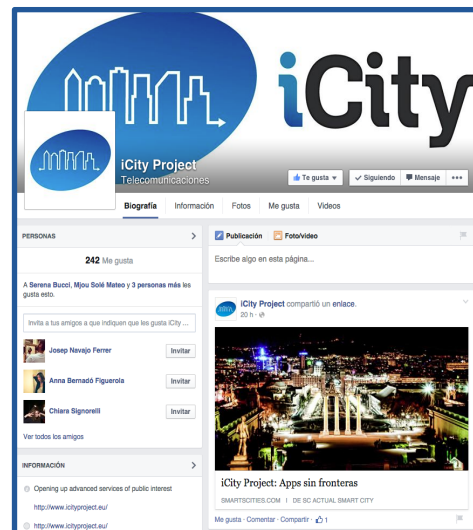 iCity
iCity Project
Telecomunicaciones
Te gusta
Siguiendo
Mensaje
Biografía
Información
Fotos
Me gusta
Videos
PERSONAS
242 Me gusta
A Serena Bucci, Mjou Solé Mateo y 3 personas más les
gusta esto.
Invita a tus amigos a que indiquen que les gusta iCity ...
Josep Navajo Ferrer
Invitar
Anna Bernadó Figuerola
Invitar
Chiara Signorelli
Invitar
Ver todos los amigos
INFORMACIÓN
Opening up advanced services of public interest
http://www.icityproject.eu/
http://www.icityproject.eu/
Publicación
Foto/video
Escribe algo en esta página...
iCity Project compartió un enlace.
20 h ·
iCity Project: Apps sin fronteras
SMARTSCITIES.COM | DE SC ACTUAL SMART CITY
Me gusta · Comentar · Compartir · 1